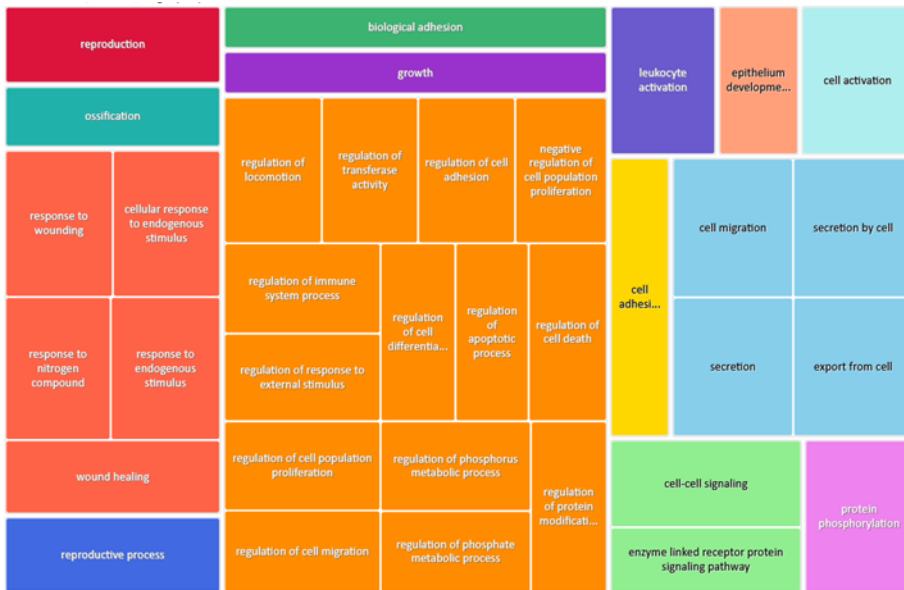 reproduction
ossification
response to
wounding
cellular response
to endogenous
stimulus
response to
nitrogen
compound
response to
endogenous
stimulus
wound healing
reproductive process
biological adhesion
growth
regulation of
locomotion
regulation of
transferase
activity
regulation of cell
adhesion
negative
regulation of
cell population
proliferation
regulation of immune
system process
regulation of response to
external stimulus
regulation
of cell
differentia...
regulation
of
apoptotic
process
regulation of
cell death
regulation of cell population
proliferation
regulation of phosphorus
metabolic process
regulation of cell migration
regulation of phosphate
metabolic process
regulation
of protein
modificati...
leukocyte
activation
epithelium
developme...
cell activation
cell
adhesi...
cell migration
secretion by cell
secretion
export from cell
cell-cell signaling
enzyme linked receptor protein
signaling pathway
protein
phosphorylation